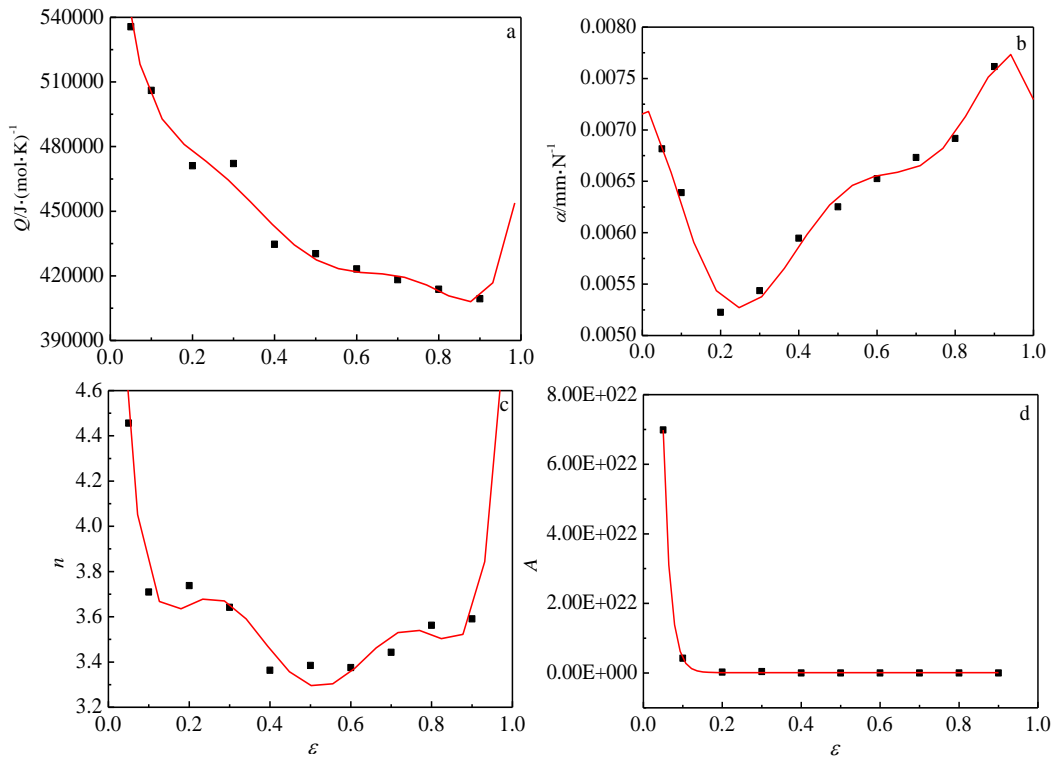 a
540000
510000
480000
450000
420000
390000
Q/J·(mol·K)⁻¹
0.0 0.2 0.4 0.6 0.8 1.0
b
0.0080
0.0075
0.0070
0.0065
0.0060
0.0055
0.0050
α/mm·N⁻¹
0.0 0.2 0.4 0.6 0.8 1.0
c
4.6
4.4
4.2
4.0
3.8
3.6
3.4
3.2
n
0.0 0.2 0.4 0.6 0.8 1.0
ε
d
8.00E+022
6.00E+022
4.00E+022
2.00E+022
0.00E+000
A
0.0 0.2 0.4 0.6 0.8 1.0
ε